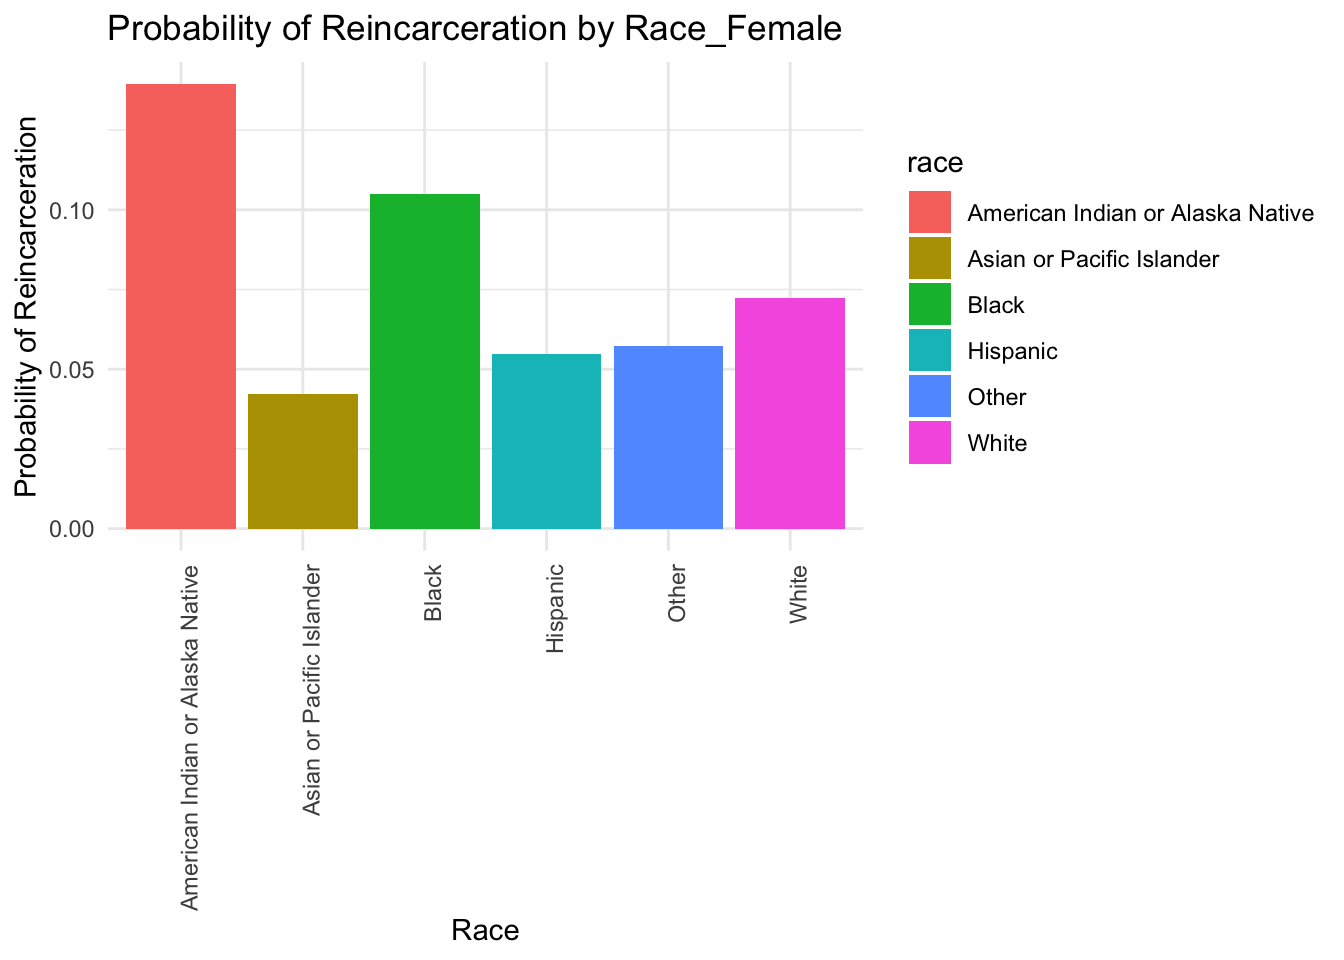 Probability of Reincarceration by Race_Female
Probability of Reincarceration
0.10
0.05
0.00
American Indian or Alaska Native
Asian or Pacific Islander
Black
Hispanic
Other
White
Race
race
American Indian or Alaska Native
Asian or Pacific Islander
Black
Hispanic
Other
White